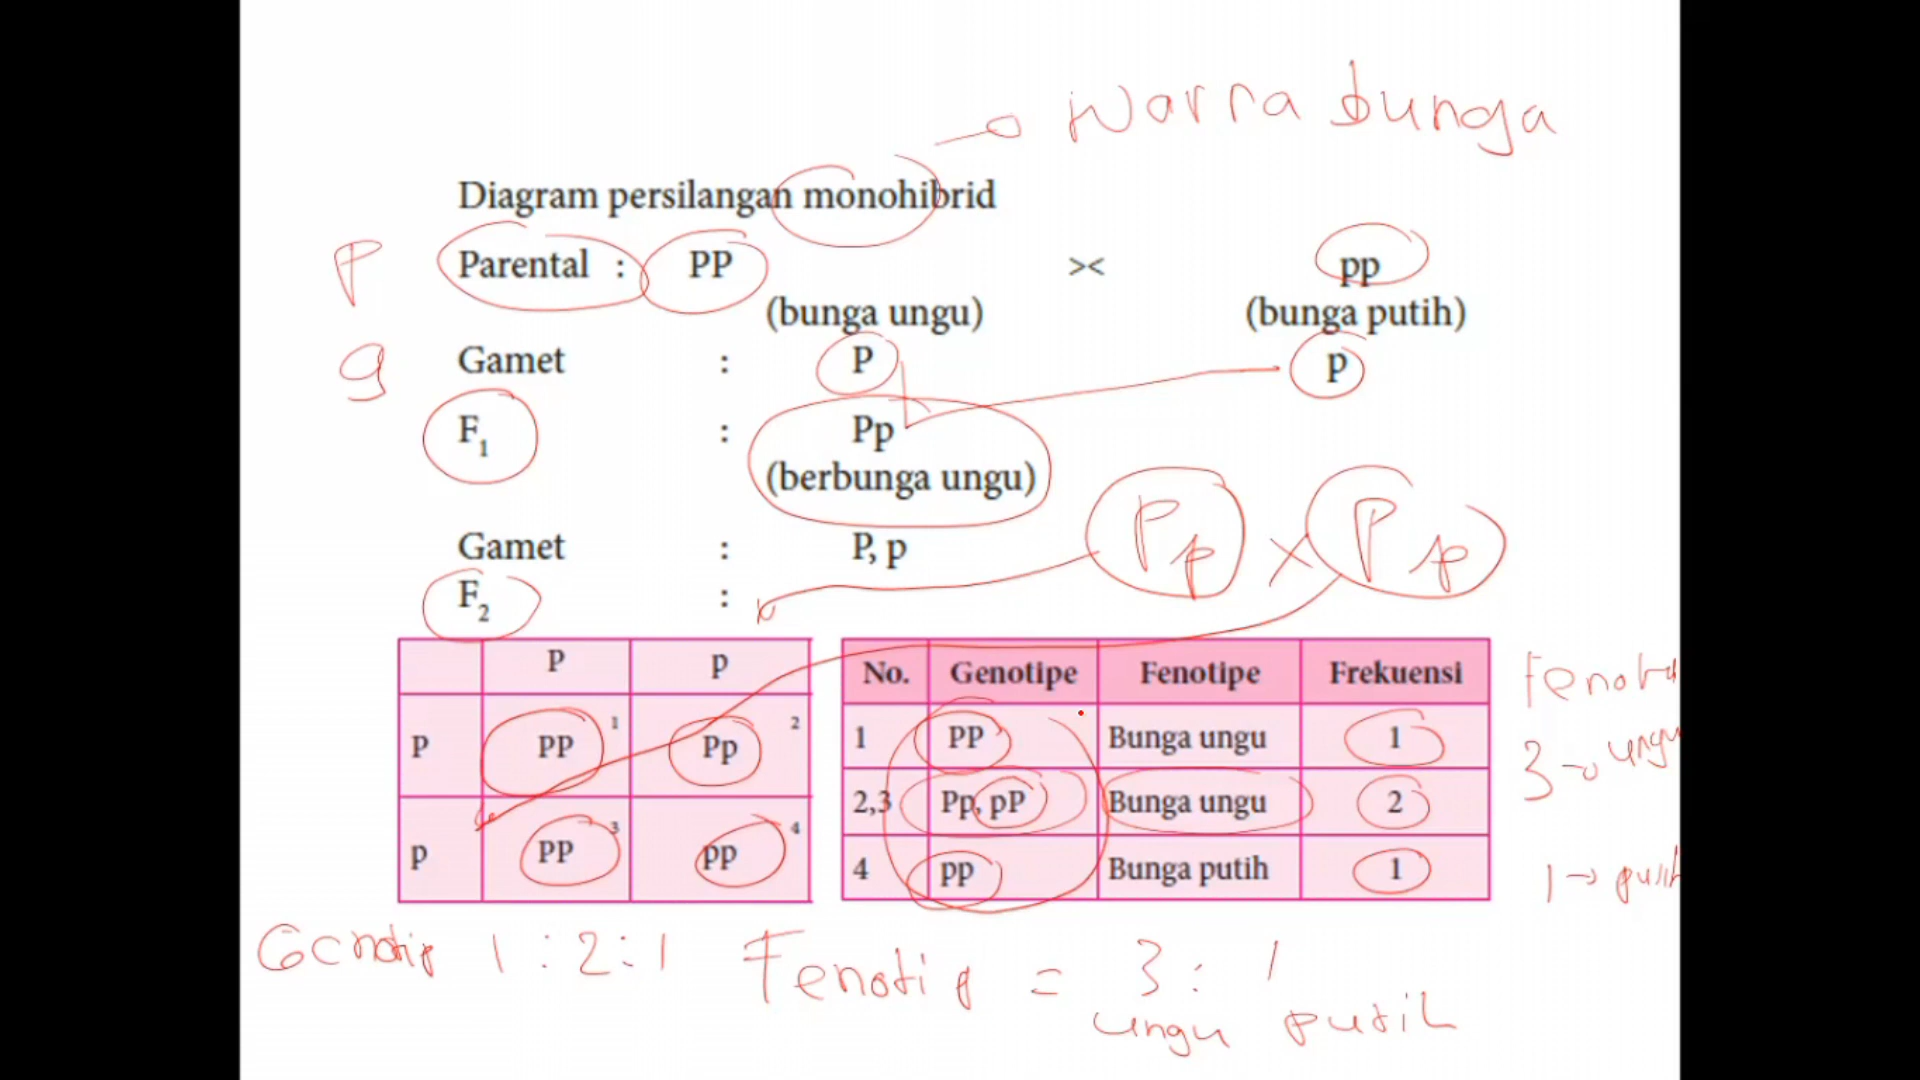 Warna bunga
Diagram persilangan monohibrid
P Parental : PP >< pp
(bunga ungu) (bunga putih)
g Gamet : P p
F1 : Pp
(berbunga ungu)
Pp x Pp
Gamet : P, p
F2 :
P p
P PP 1 Pp 2
p PP 3 pp 4
No. Genotipe Fenotipe Frekuensi
1 PP Bunga ungu 1
2,3 Pp, pP Bunga ungu 2
4 pp Bunga putih 1
3 → ungu
1 → putih
Genotip 1 : 2 : 1 Fenotip = 3 : 1
ungu putih